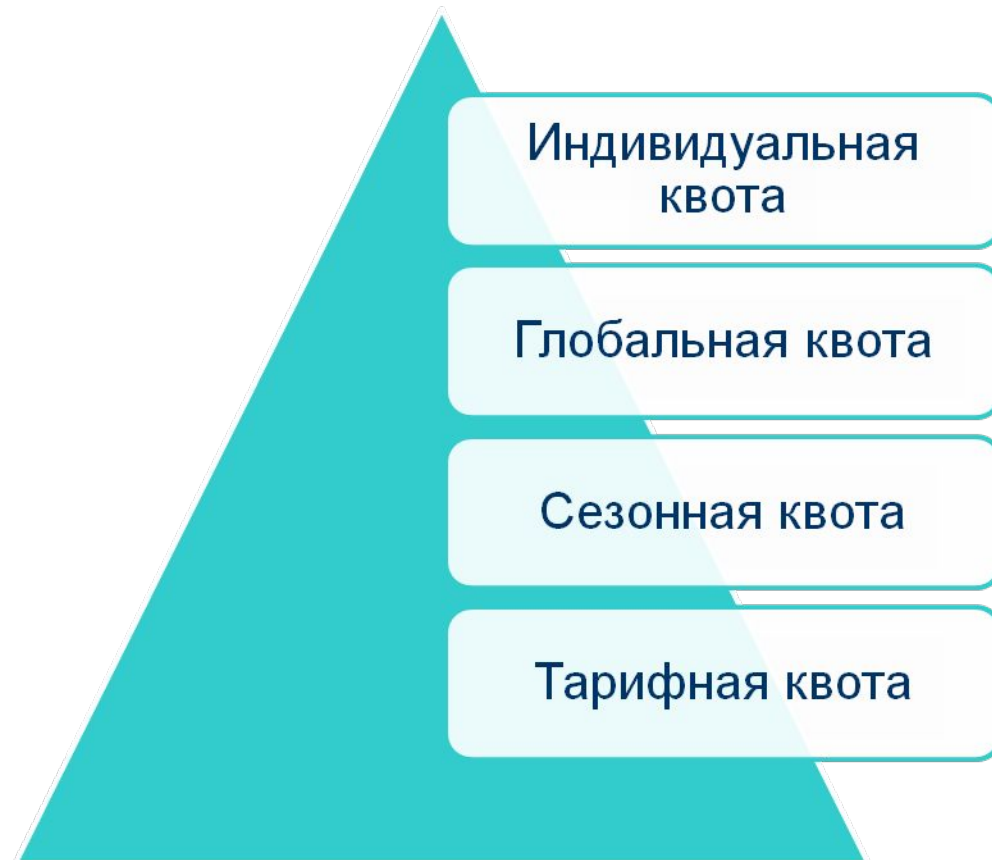 Индивидуальная
квота
Глобальная квота
Сезонная квота
Тарифная квота